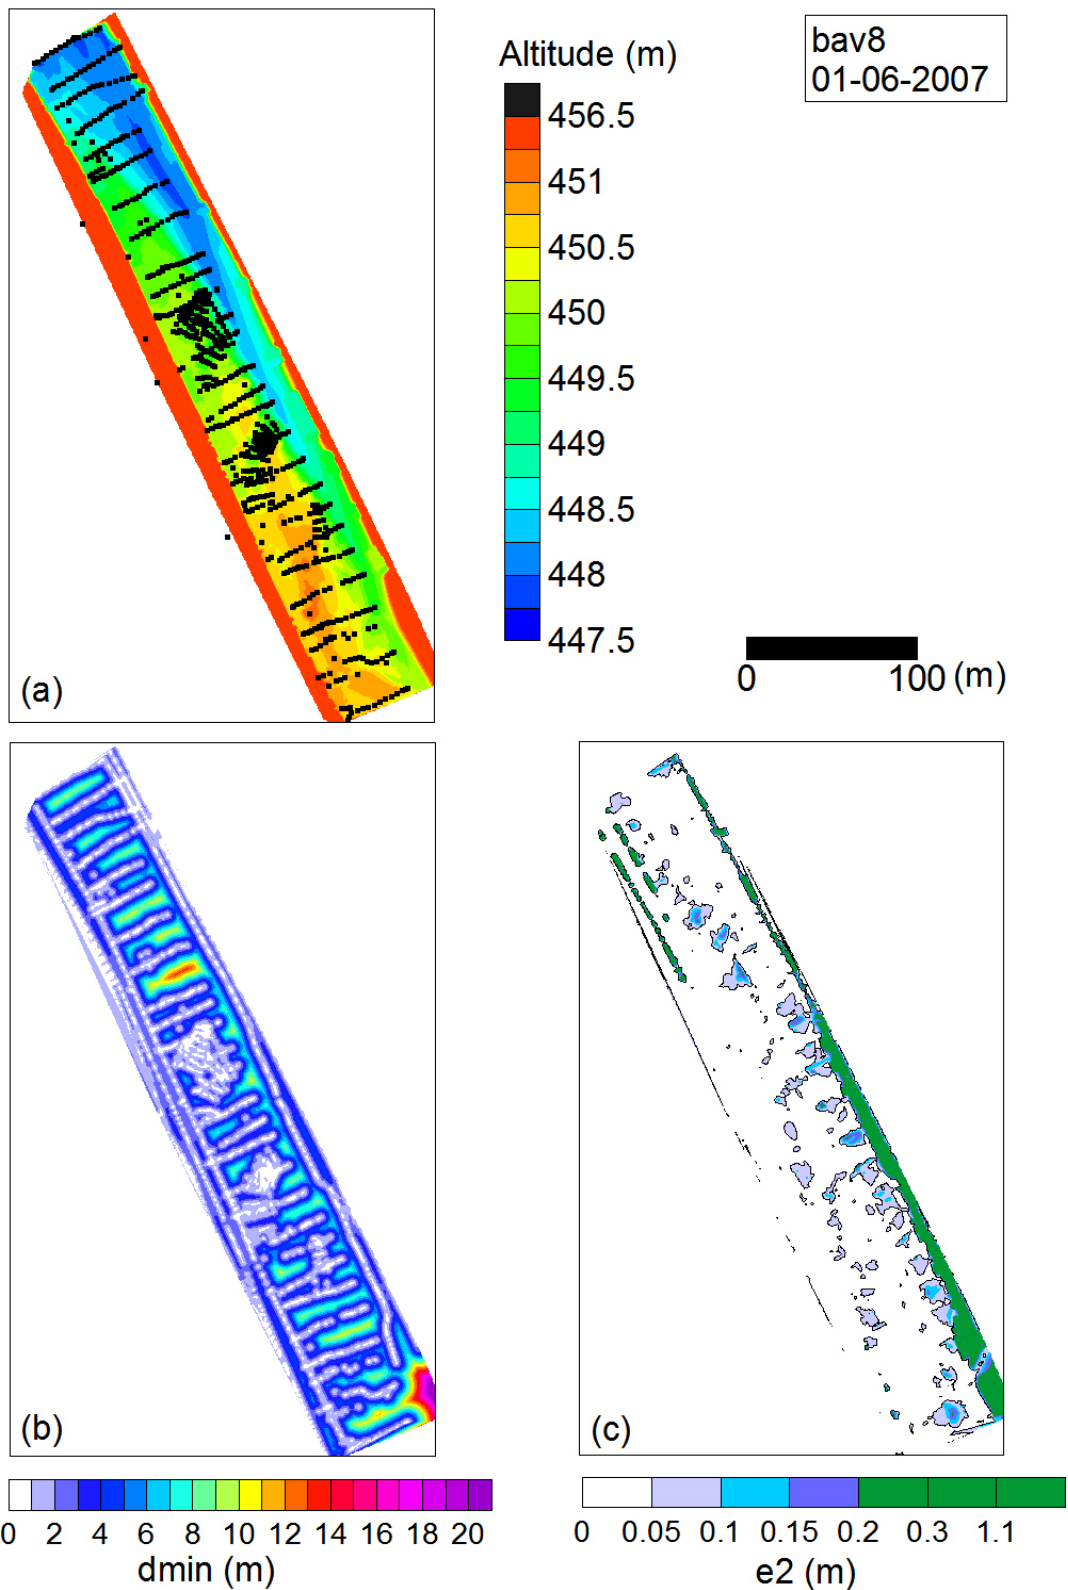 bav8
01-06-2007
Altitude (m)
456.5
451
450.5
450
449.5
449
448.5
448
447.5
0 100 (m)
(a)
(b)
(c)
0 2 4 6 8 10 12 14 16 18 20
dmin (m)
0 0.05 0.1 0.15 0.2 0.3 1.1
e2 (m)